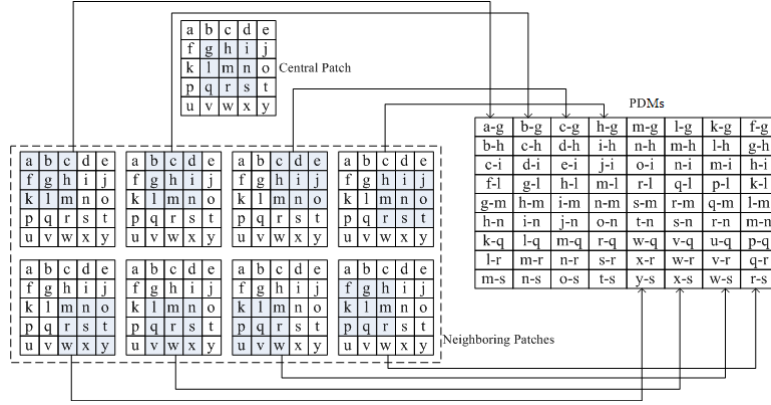 a b c d e
f g h i j
k l m n o
p q r s t
u v w x y
Central Patch
PDMs
a b c d e
f g h i j
k l m n o
p q r s t
u v w x y
a b c d e
f g h i j
k l m n o
p q r s t
u v w x y
a b c d e
f g h i j
k l m n o
p q r s t
u v w x y
a b c d e
f g h i j
k l m n o
p q r s t
u v w x y
a b c d e
f g h i j
k l m n o
p q r s t
u v w x y
a b c d e
f g h i j
k l m n o
p q r s t
u v w x y
a b c d e
f g h i j
k l m n o
p q r s t
u v w x y
a b c d e
f g h i j
k l m n o
p q r s t
u v w x y
Neighboring Patches
a-g b-g c-g h-g m-g l-g k-g f-g
b-h c-h d-h i-h n-h m-h l-h g-h
c-i d-i e-i j-i o-i n-i m-i h-i
f-l g-l h-l m-l r-l q-l p-l k-l
g-m h-m i-m n-m s-m r-m q-m l-m
h-n i-n j-n o-n t-n s-n r-n m-n
k-q l-q m-q r-q w-q v-q u-q p-q
l-r m-r n-r s-r x-r w-r v-r q-r
m-s n-s o-s t-s y-s x-s w-s r-s